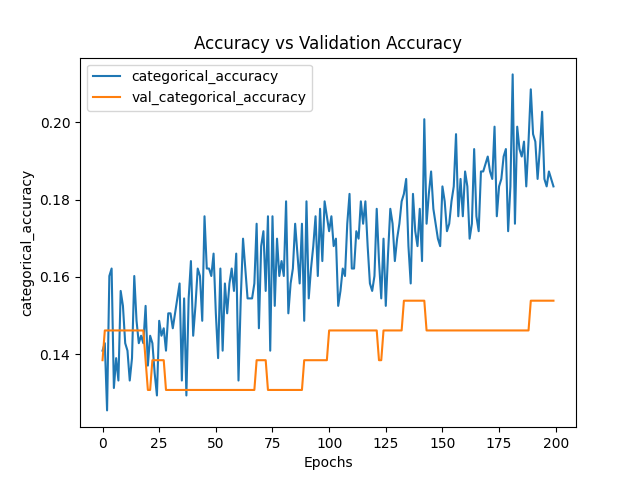 Accuracy vs Validation Accuracy
categorical_accuracy
val_categorical_accuracy
categorical_accuracy
0.20
0.18
0.16
0.14
0 25 50 75 100 125 150 175 200
Epochs